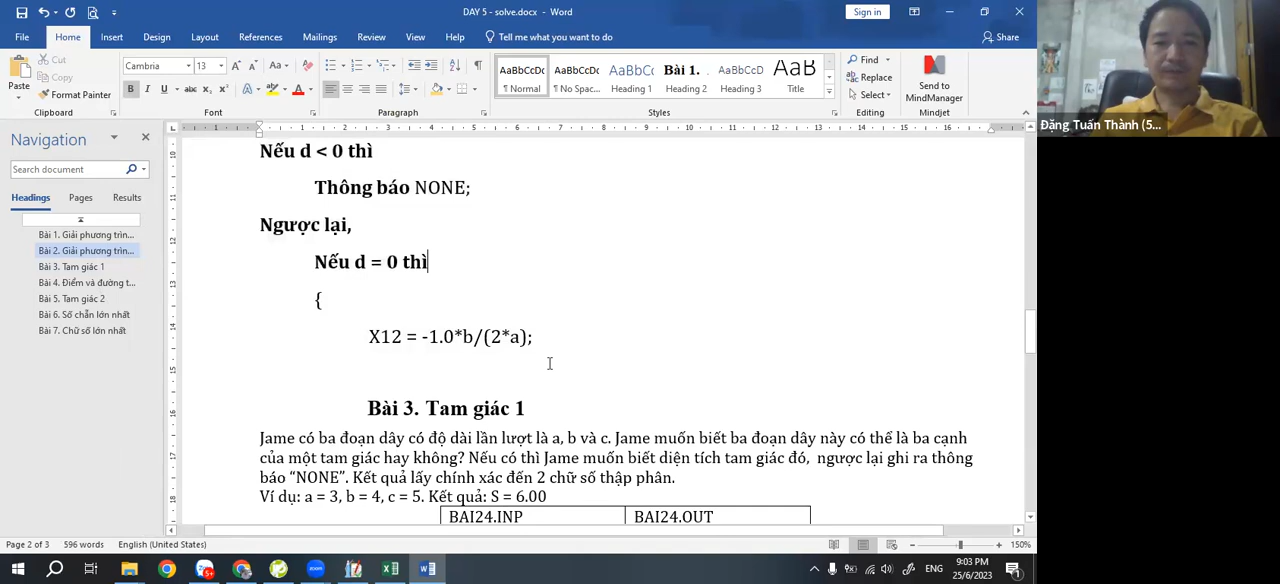 DAY 5 - solve.docx - Word
Sign in
File Home Insert Design Layout References Mailings Review View Help Tell me what you want to do
Share
Paste
Cut
Copy
Format Painter
Clipboard
Cambria 13
Font
Paragraph
AaBbCcDc AaBbCcDc AaBbCc Bài 1. AaBbCcD AaB
¶ Normal ¶ No Spac... Heading 1 Heading 2 Heading 3 Title
Styles
Find
Replace
Select
Editing
Send to
MindManager
Mindjet
Đặng Tuấn Thành (5...
Navigation
Search document
Headings Pages Results
Bài 1. Giải phương trìn...
Bài 2. Giải phương trìn...
Bài 3. Tam giác 1
Bài 4. Điểm và đường t...
Bài 5. Tam giác 2
Bài 6. Số chẵn lớn nhất
Bài 7. Chữ số lớn nhất
Nếu d < 0 thì
Thông báo NONE;
Ngược lại,
Nếu d = 0 thì
{
X12 = -1.0*b/(2*a);
Bài 3. Tam giác 1
Jame có ba đoạn dây có độ dài lần lượt là a, b và c. Jame muốn biết ba đoạn dây này có thể là ba cạnh
của một tam giác hay không? Nếu có thì Jame muốn biết diện tích tam giác đó, ngược lại ghi ra thông
báo “NONE”. Kết quả lấy chính xác đến 2 chữ số thập phân.
Ví dụ: a = 3, b = 4, c = 5. Kết quả: S = 6.00
BAI24.INP BAI24.OUT
Page 2 of 3 596 words English (United States) 150%
ENG
9:03 PM
25/6/2023